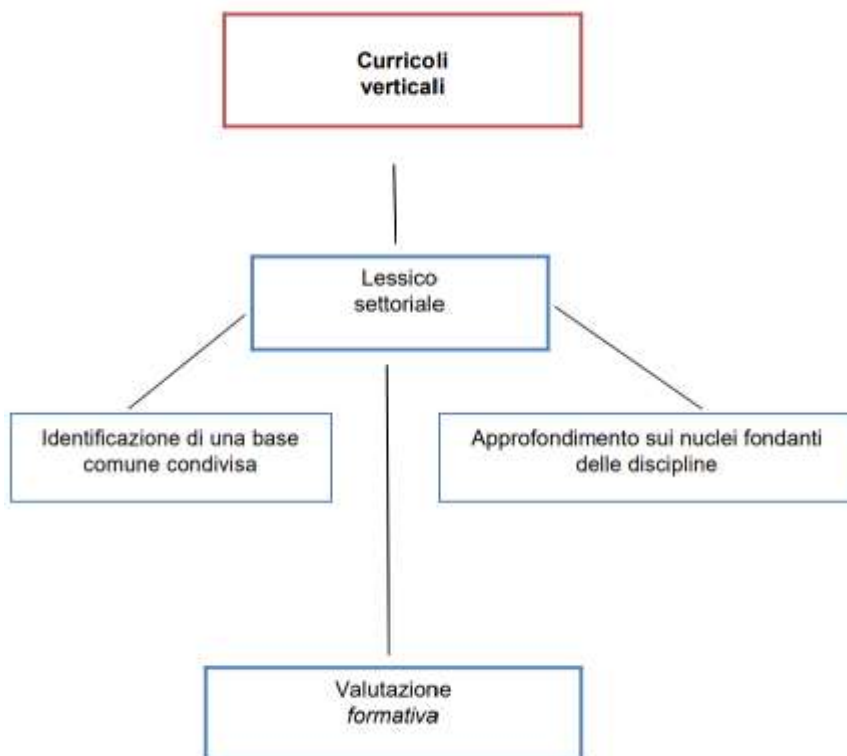 Curricoli
verticali
Lessico
settoriale
Identificazione di una base
comune condivisa
Approfondimento sui nuclei fondanti
delle discipline
Valutazione
formativa